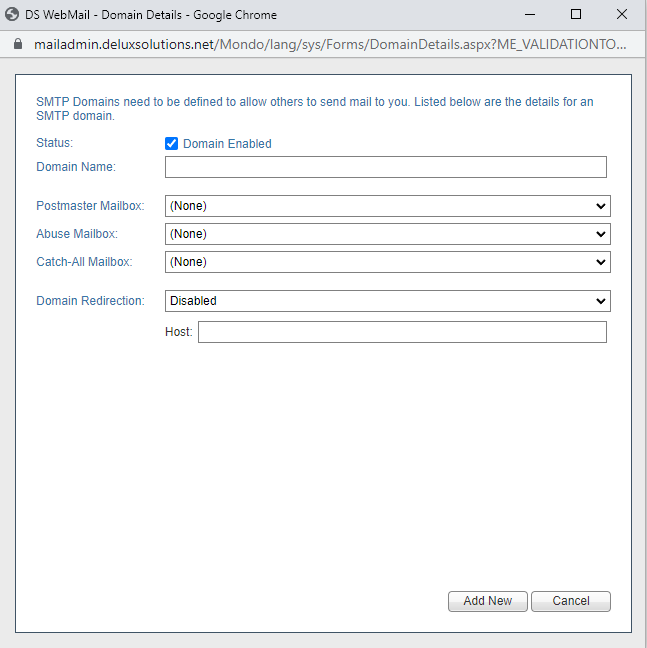 DS WebMail - Domain Details - Google Chrome
mailadmin.deluxsolutions.net/Mondo/lang/sys/Forms/DomainDetails.aspx?ME_VALIDATIONTO...
SMTP Domains need to be defined to allow others to send mail to you. Listed below are the details for an
SMTP domain.
Status: Domain Enabled
Domain Name:
Postmaster Mailbox: (None)
Abuse Mailbox: (None)
Catch-All Mailbox: (None)
Domain Redirection: Disabled
Host:
Add New Cancel